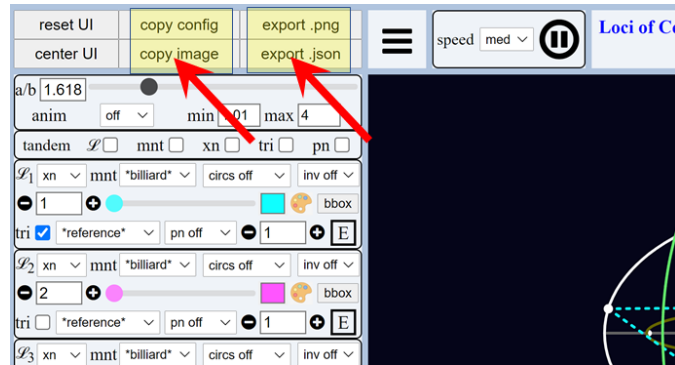 reset UI copy config export .png
center UI copy image export .json
speed med
Loci of Co
a/b 1.618
anim off min .01 max 4
tandem ℒ mnt xn tri pn
ℒ1 xn mnt *billiard* circs off inv off
1 bbox
tri *reference* pn off 1 E
ℒ2 xn mnt *billiard* circs off inv off
2 bbox
tri *reference* pn off 1 E
ℒ3 xn mnt *billiard* circs off inv off